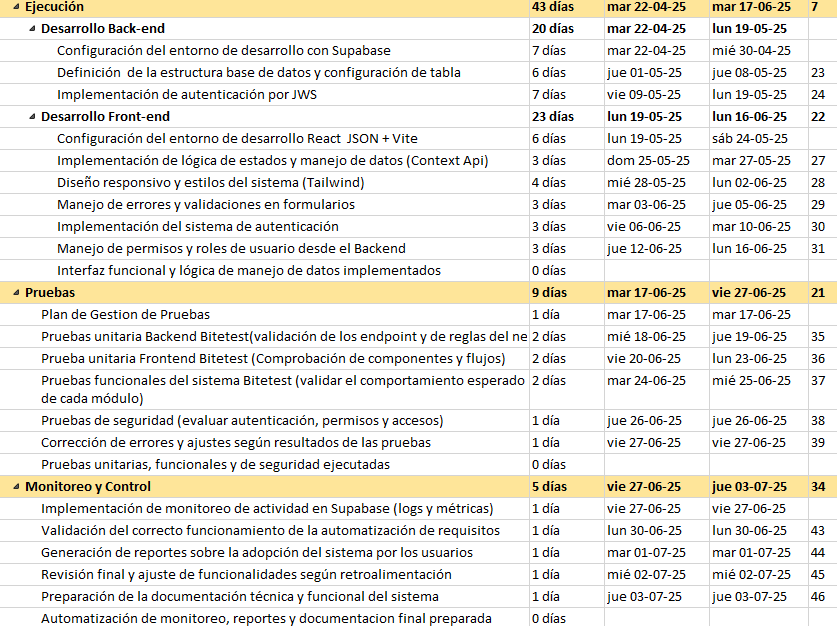 Ejecución 43 días mar 22-04-25 mar 17-06-25 7
Desarrollo Back-end 20 días mar 22-04-25 lun 19-05-25
Configuración del entorno de desarrollo con Supabase 7 días mar 22-04-25 mié 30-04-25
Definición de la estructura base de datos y configuración de tabla 6 días jue 01-05-25 jue 08-05-25 23
Implementación de autenticación por JWS 7 días vie 09-05-25 lun 19-05-25 24
Desarrollo Front-end 23 días lun 19-05-25 lun 16-06-25 22
Configuración del entorno de desarrollo React JSON + Vite 6 días lun 19-05-25 sáb 24-05-25
Implementación de lógica de estados y manejo de datos (Context Api) 3 días dom 25-05-25 mar 27-05-25 27
Diseño responsivo y estilos del sistema (Tailwind) 4 días mié 28-05-25 lun 02-06-25 28
Manejo de errores y validaciones en formularios 3 días mar 03-06-25 jue 05-06-25 29
Implementación del sistema de autenticación 3 días vie 06-06-25 mar 10-06-25 30
Manejo de permisos y roles de usuario desde el Backend 3 días jue 12-06-25 lun 16-06-25 31
Interfaz funcional y lógica de manejo de datos implementados 0 días
Pruebas 9 días mar 17-06-25 vie 27-06-25 21
Plan de Gestion de Pruebas 1 día mar 17-06-25 mar 17-06-25
Pruebas unitaria Backend Bitetest(validación de los endpoint y de reglas del ne 2 días mié 18-06-25 jue 19-06-25 35
Prueba unitaria Frontend Bitetest (Comprobación de componentes y flujos) 2 días vie 20-06-25 lun 23-06-25 36
Pruebas funcionales del sistema Bitetest (validar el comportamiento esperado 2 días mar 24-06-25 mié 25-06-25 37
de cada módulo)
Pruebas de seguridad (evaluar autenticación, permisos y accesos) 1 día jue 26-06-25 jue 26-06-25 38
Corrección de errores y ajustes según resultados de las pruebas 1 día vie 27-06-25 vie 27-06-25 39
Pruebas unitarias, funcionales y de seguridad ejecutadas 0 días
Monitoreo y Control 5 días vie 27-06-25 jue 03-07-25 34
Implementación de monitoreo de actividad en Supabase (logs y métricas) 1 día vie 27-06-25 vie 27-06-25
Validación del correcto funcionamiento de la automatización de requisitos 1 día lun 30-06-25 lun 30-06-25 43
Generación de reportes sobre la adopción del sistema por los usuarios 1 día mar 01-07-25 mar 01-07-25 44
Revisión final y ajuste de funcionalidades según retroalimentación 1 día mié 02-07-25 mié 02-07-25 45
Preparación de la documentación técnica y funcional del sistema 1 día jue 03-07-25 jue 03-07-25 46
Automatización de monitoreo, reportes y documentacion final preparada 0 días